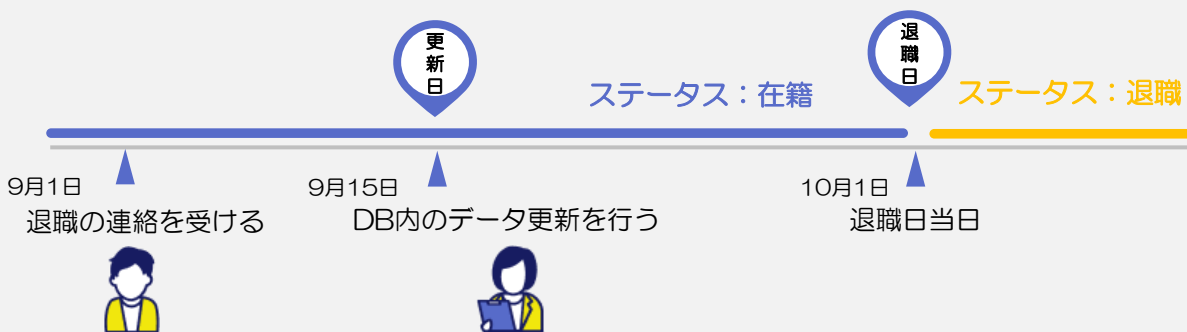 更新日
退職日
ステータス：在籍
ステータス：退職
9月1日
退職の連絡を受ける
9月15日
DB内のデータ更新を行う
10月1日
退職日当日